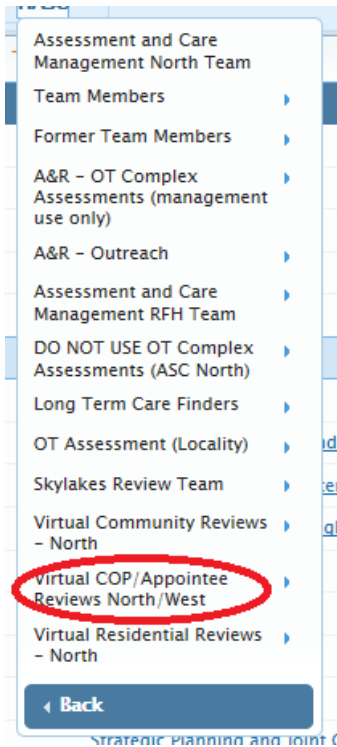 Assessment and Care
Management North Team
Team Members
Former Team Members
A&R – OT Complex
Assessments (management
use only)
A&R – Outreach
Assessment and Care
Management RFH Team
DO NOT USE OT Complex
Assessments (ASC North)
Long Term Care Finders
OT Assessment (Locality)
Skylakes Review Team
Virtual Community Reviews
– North
Virtual COP/Appointee
Reviews North/West
Virtual Residential Reviews
– North
Back
Strategic Planning and Joint